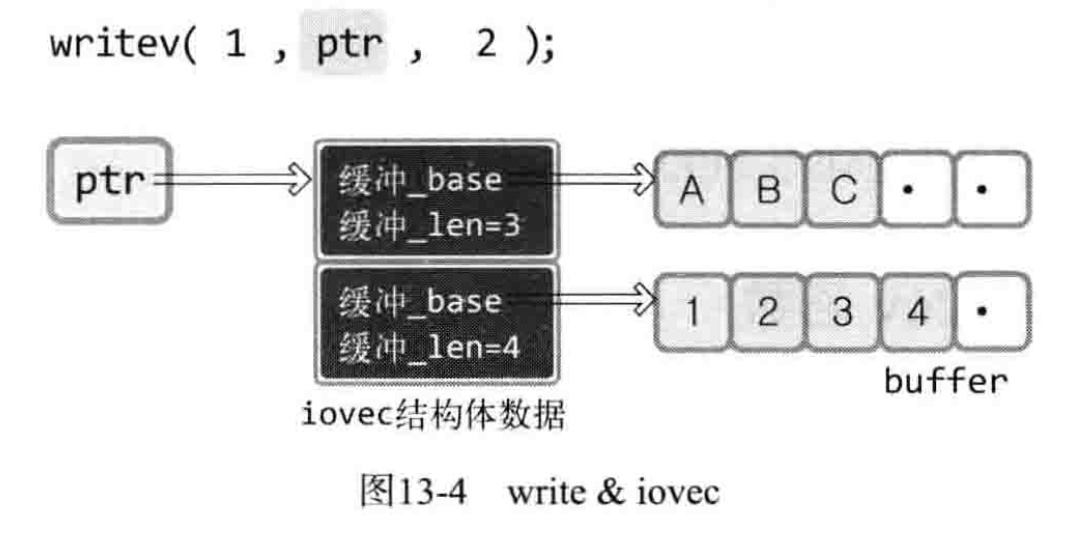 writev( 1 , ptr , 2 );
ptr
缓冲_base
缓冲_len=3
A B C • •
缓冲_base
缓冲_len=4
1 2 3 4 •
buffer
iovec结构体数据
图13-4 write & iovec